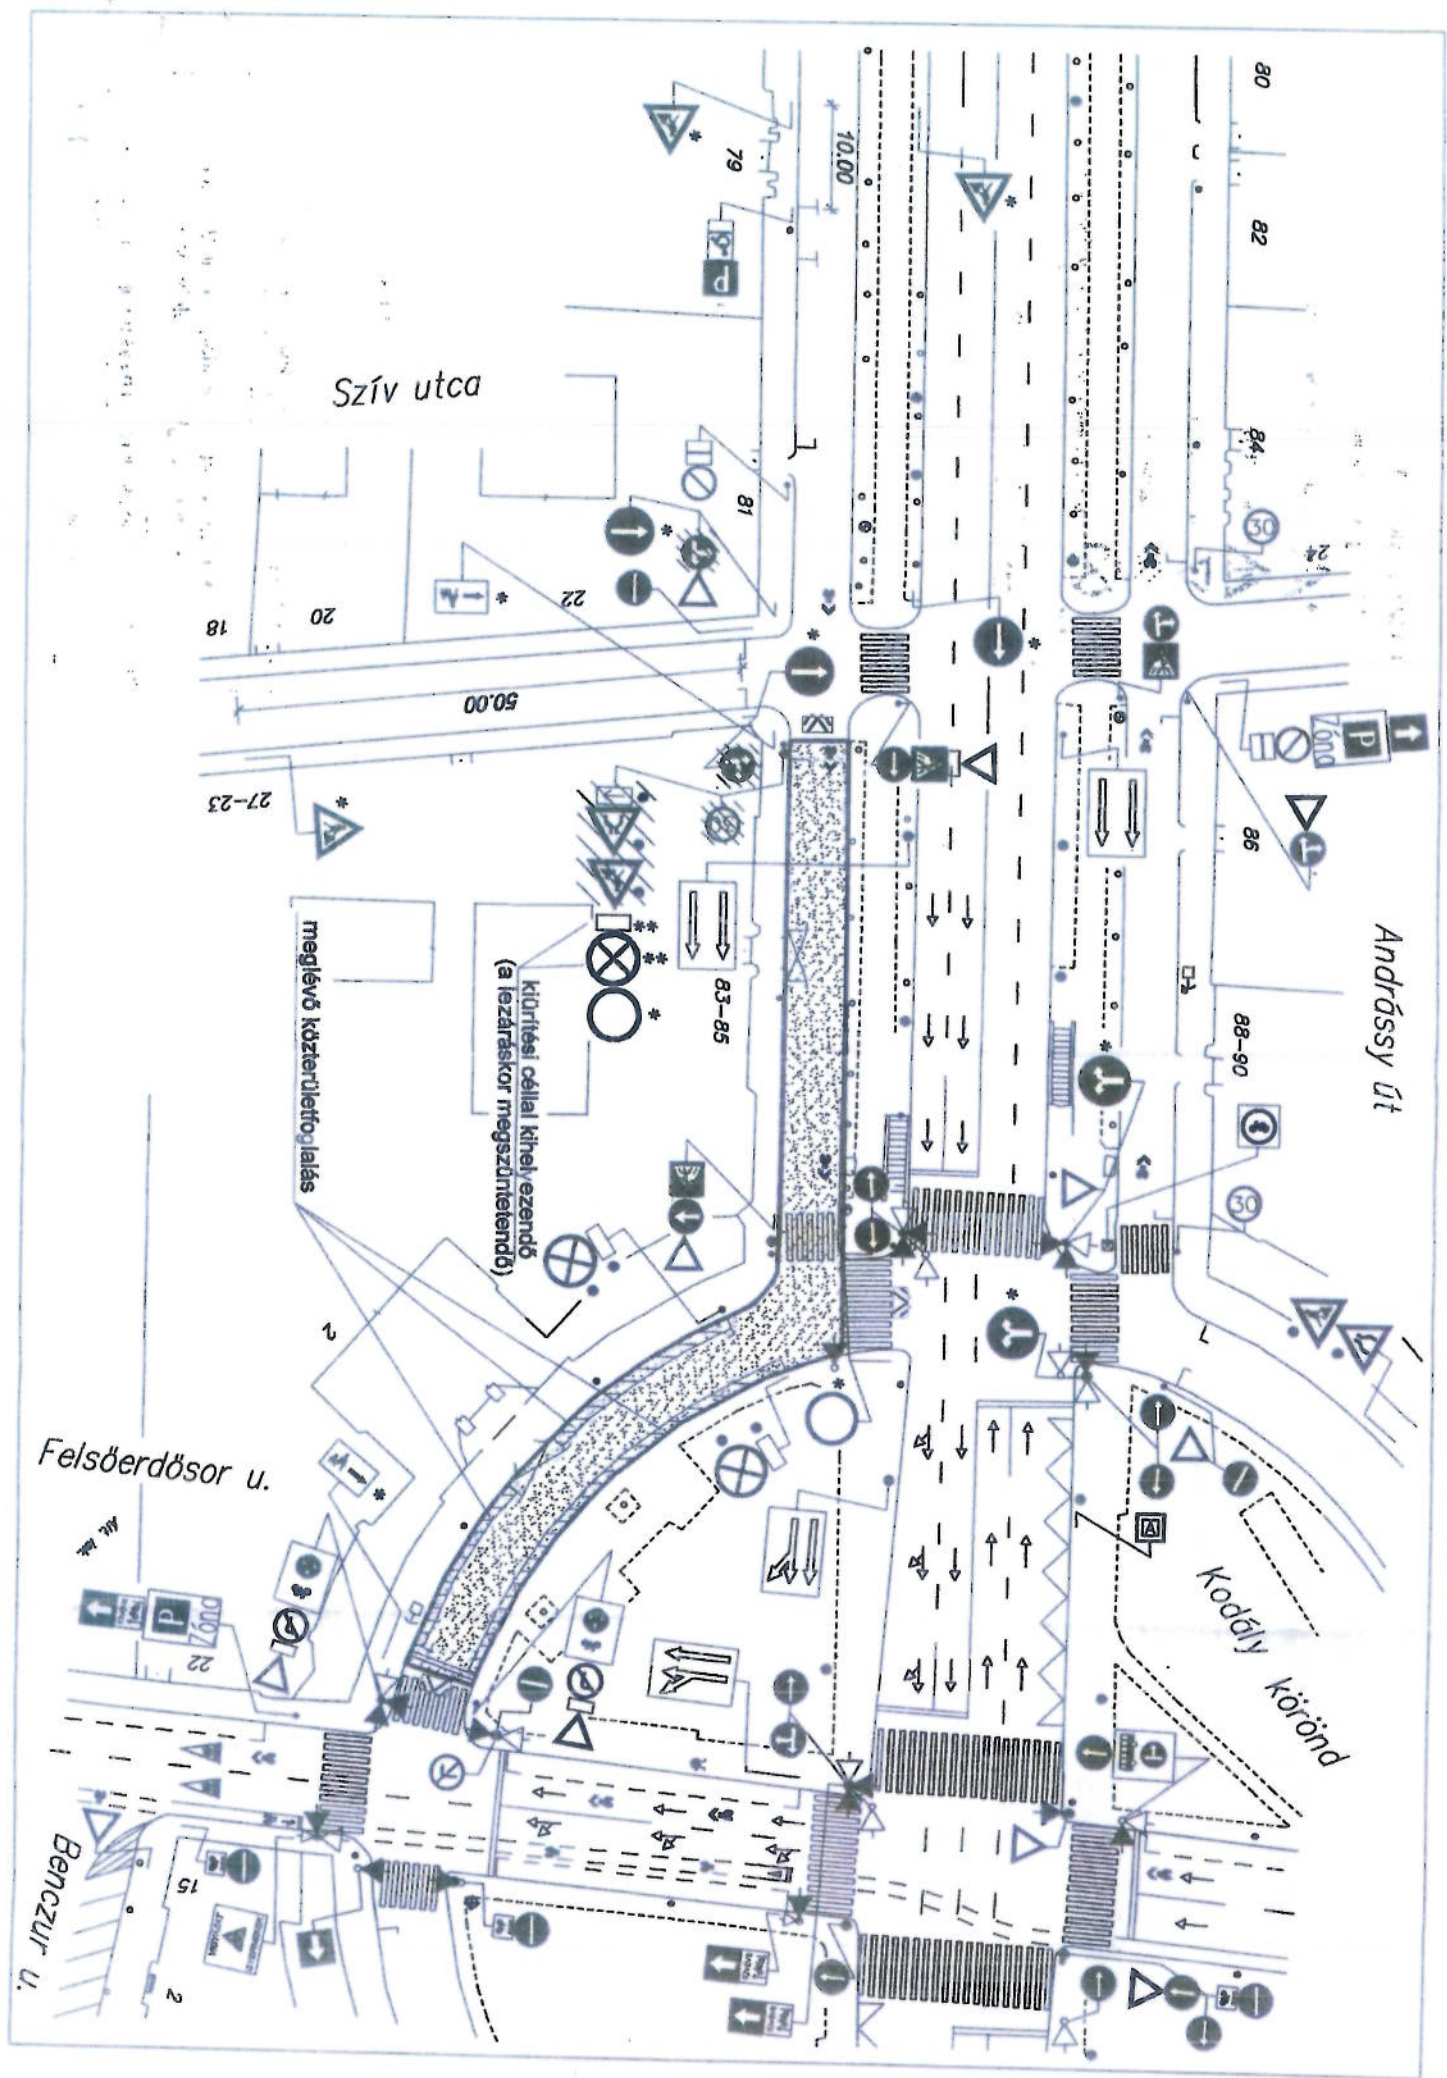 80
82
84
24
30
79
10.00
P
Szív utca
81
22
20
18
50.00
27-23
Zóna
P
86
Andrássy út
88-90
30
83-85
kiürítési céllal kihelyezendő
(a lezáráskor megszüntetendő)
meglévő közterületfoglalás
2
Felsőerdősor u.
Zóna
P
22
Kodály körönd
A
15
2
Benczur u.